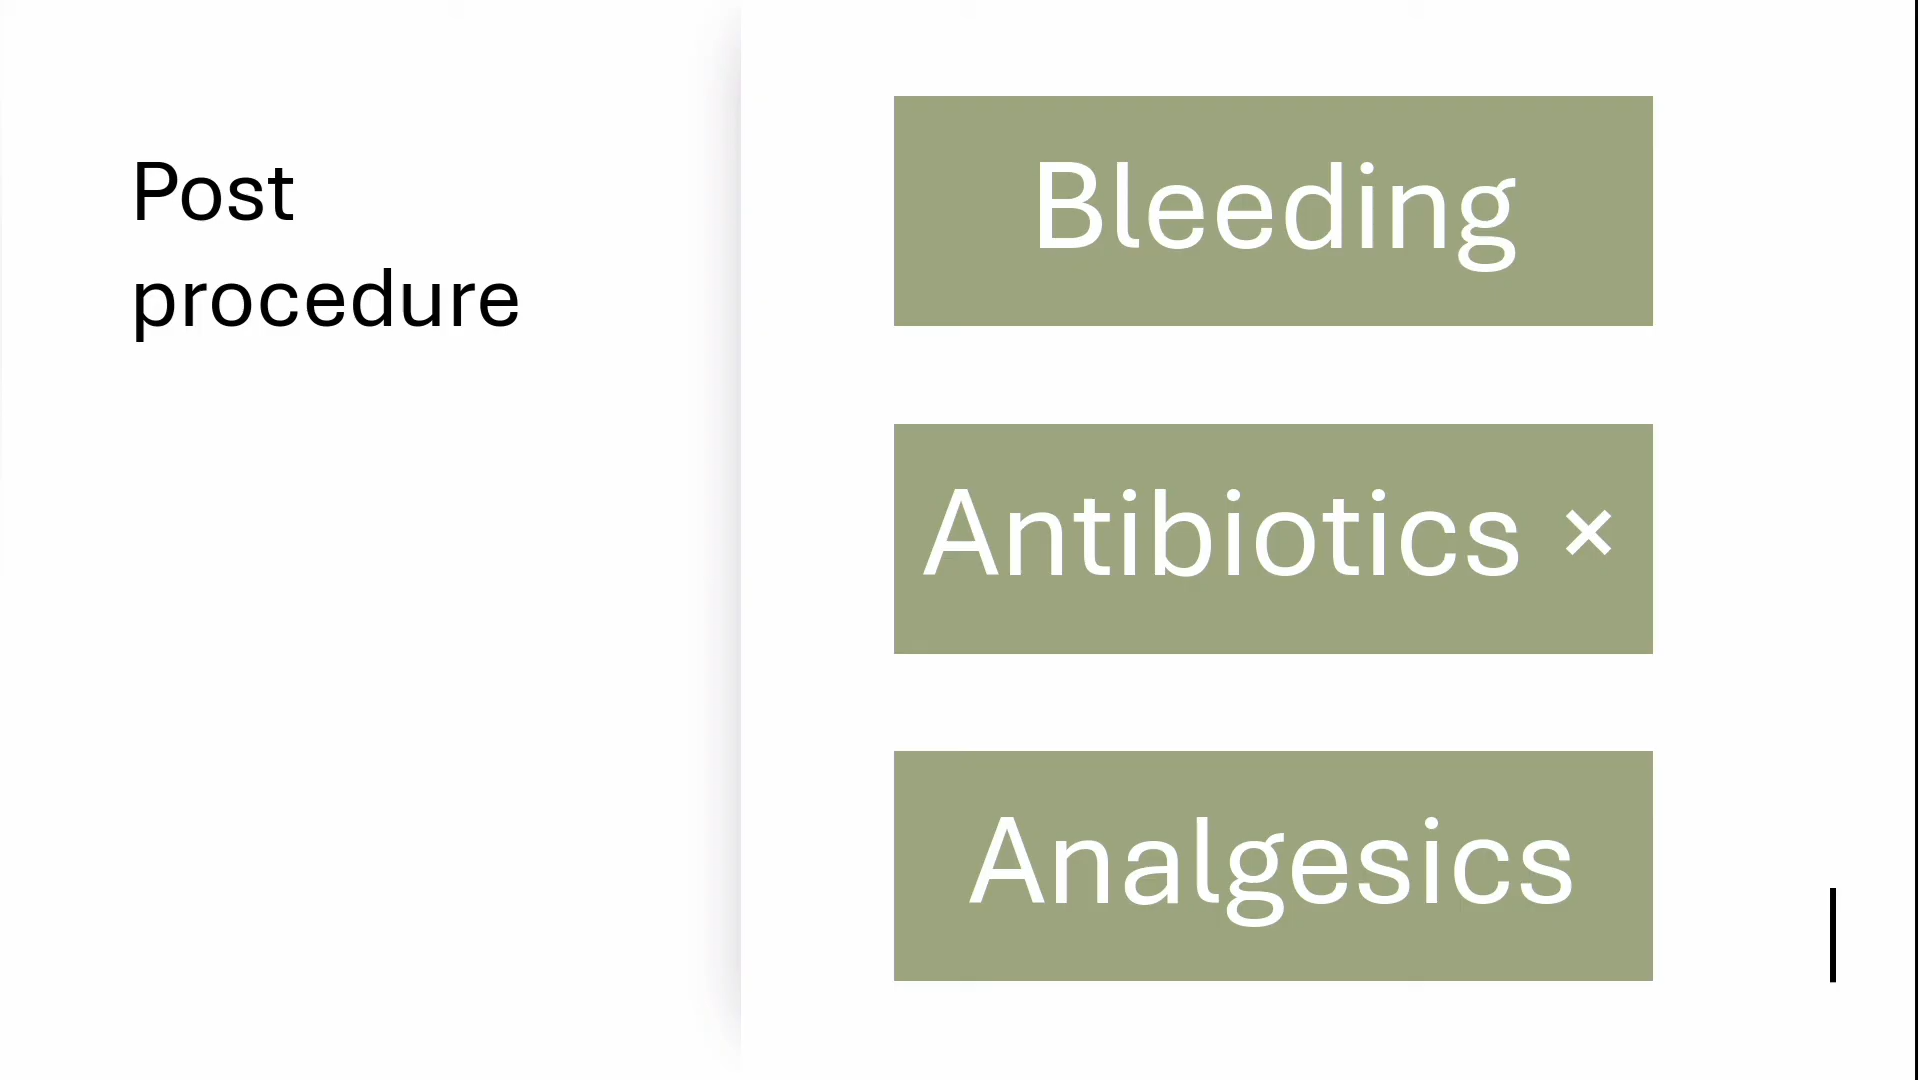 Post
procedure
Bleeding
Antibiotics ×
Analgesics